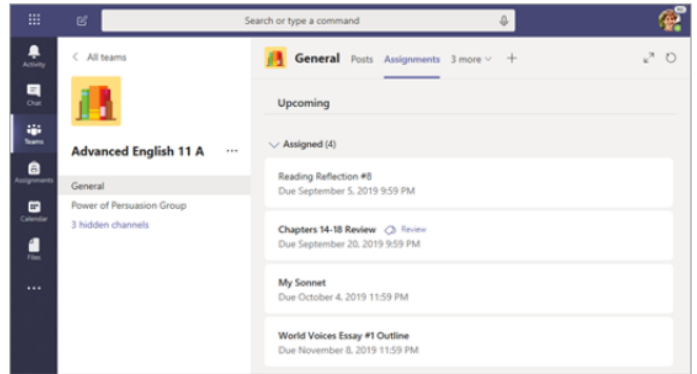 Search or type a command
Activity
Chat
Teams
Assignments
Calendar
Files
All teams
Advanced English 11 A
General
Power of Persuasion Group
3 hidden channels
General Posts Assignments 3 more
Upcoming
Assigned (4)
Reading Reflection #8
Due September 5, 2019 9:59 PM
Chapters 14-18 Review Review
Due September 20, 2019 9:59 PM
My Sonnet
Due October 4, 2019 11:59 PM
World Voices Essay #1 Outline
Due November 8, 2019 11:59 PM